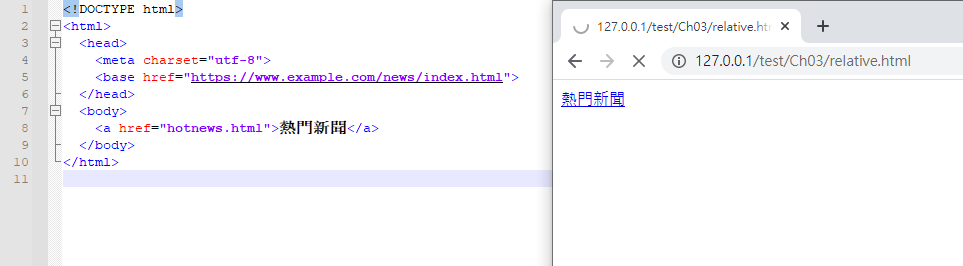 1 <!DOCTYPE html>
2 <html>
3 <head>
4 <meta charset="utf-8">
5 <base href="https://www.example.com/news/index.html">
6 </head>
7 <body>
8 <a href="hotnews.html">熱門新聞</a>
9 </body>
10 </html>
11
127.0.0.1/test/Ch03/relative.ht
127.0.0.1/test/Ch03/relative.html
熱門新聞